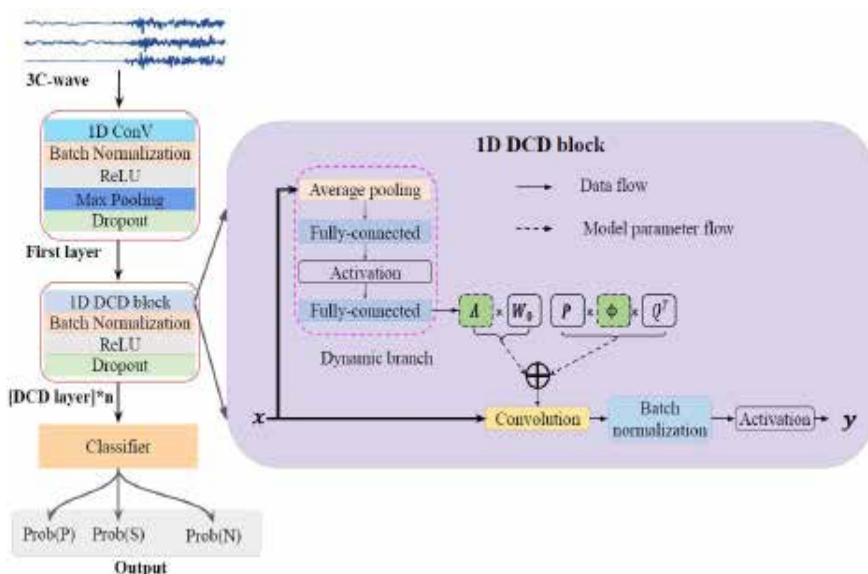 3C-wave
1D ConV
Batch Normalization
ReLU
Max Pooling
Dropout
First layer
1D DCD block
Batch Normalization
ReLU
Dropout
[DCD layer]*n
Classifier
Prob(P) Prob(S) Prob(N)
Output
1D DCD block
Average pooling
Fully-connected
Activation
Fully-connected
Dynamic branch
Data flow
Model parameter flow
Λ × W₀ P × Φ × Qᵀ
x
Convolution
Batch
normalization
Activation
y